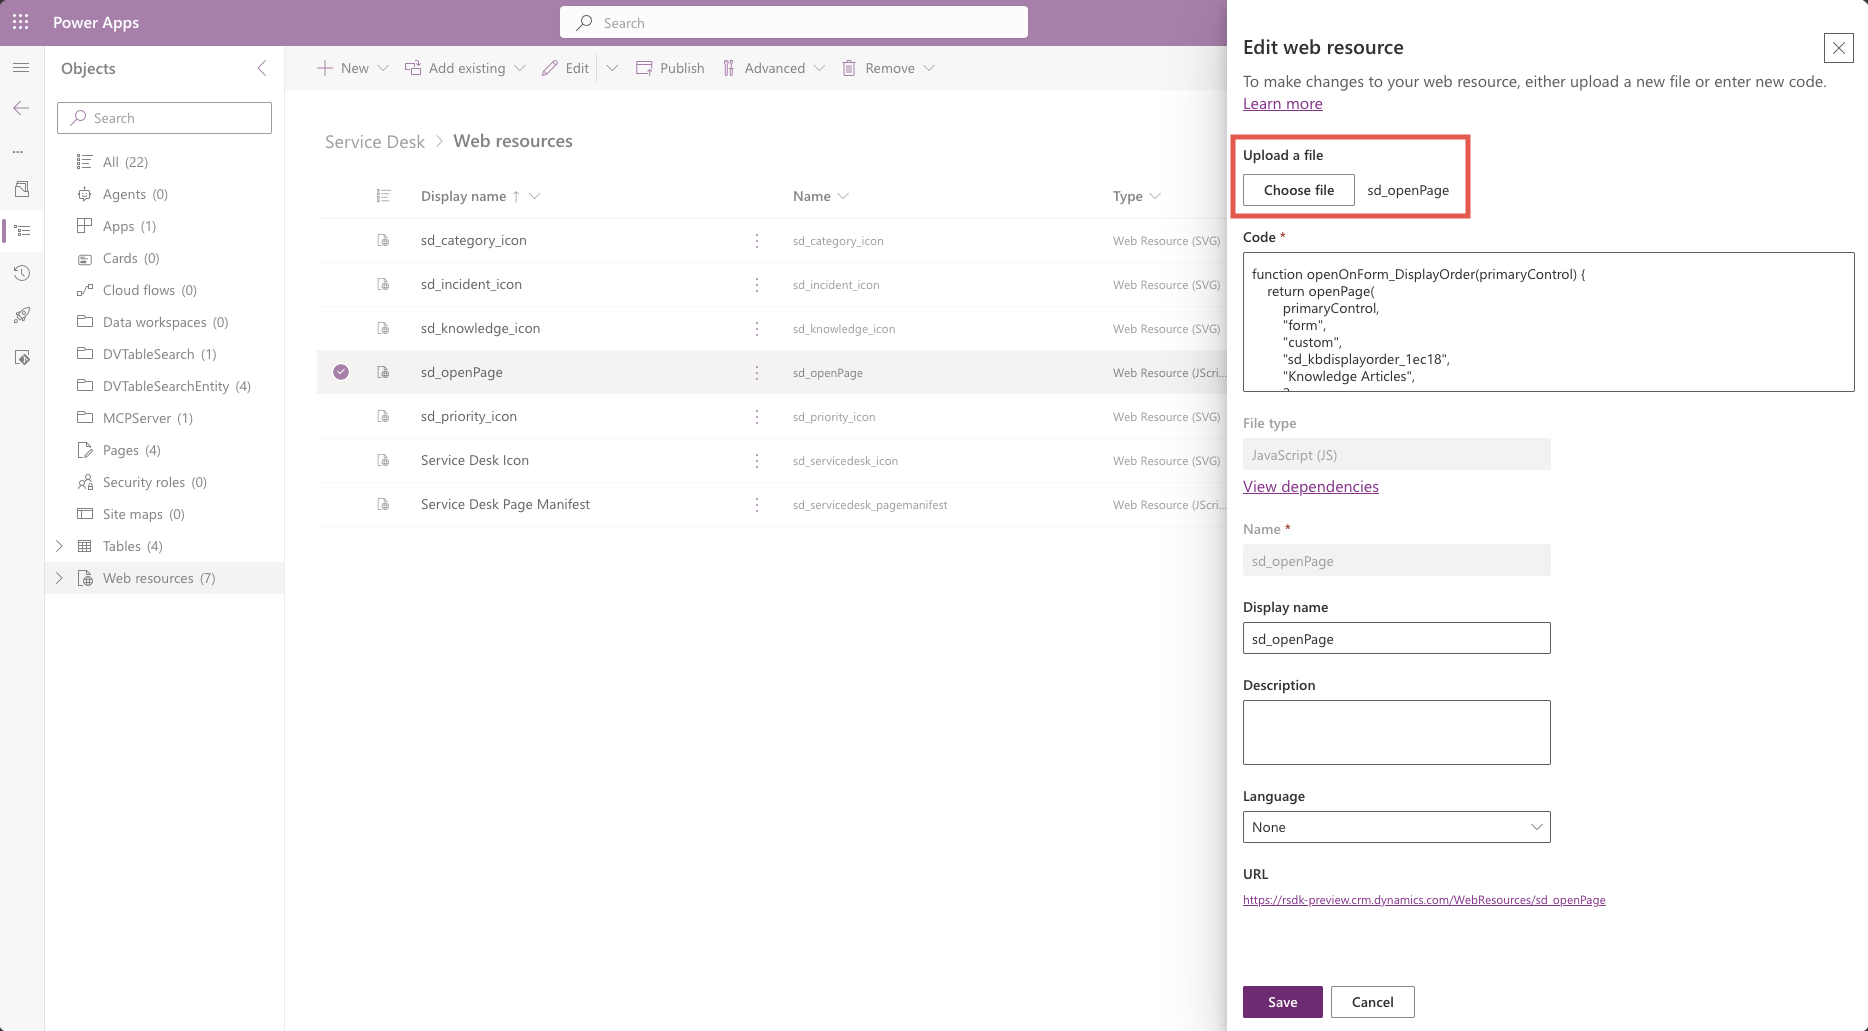 Power Apps
Search
Objects
Search
All (22)
Agents (0)
Apps (1)
Cards (0)
Cloud flows (0)
Data workspaces (0)
DVTableSearch (1)
DVTableSearchEntity (4)
MCPServer (1)
Pages (4)
Security roles (0)
Site maps (0)
Tables (4)
Web resources (7)
New Add existing Edit Publish Advanced Remove
Service Desk > Web resources
Display name ↑ Name Type
sd_category_icon sd_category_icon Web Resource (SVG)
sd_incident_icon sd_incident_icon Web Resource (SVG)
sd_knowledge_icon sd_knowledge_icon Web Resource (SVG)
sd_openPage sd_openPage Web Resource (JScri...
sd_priority_icon sd_priority_icon Web Resource (SVG)
Service Desk Icon sd_servicedesk_icon Web Resource (SVG)
Service Desk Page Manifest sd_servicedesk_pagemanifest Web Resource (JScri...
Edit web resource
To make changes to your web resource, either upload a new file or enter new code.
Learn more
Upload a file
Choose file sd_openPage
Code *
function openOnForm_DisplayOrder(primaryControl) {
return openPage(
primaryControl,
"form",
"custom",
"sd_kbdisplayorder_1ec18",
"Knowledge Articles",
File type
JavaScript (JS)
View dependencies
Name *
sd_openPage
Display name
sd_openPage
Description
Language
None
URL
https://rsdk-preview.crm.dynamics.com/WebResources/sd_openPage
Save Cancel